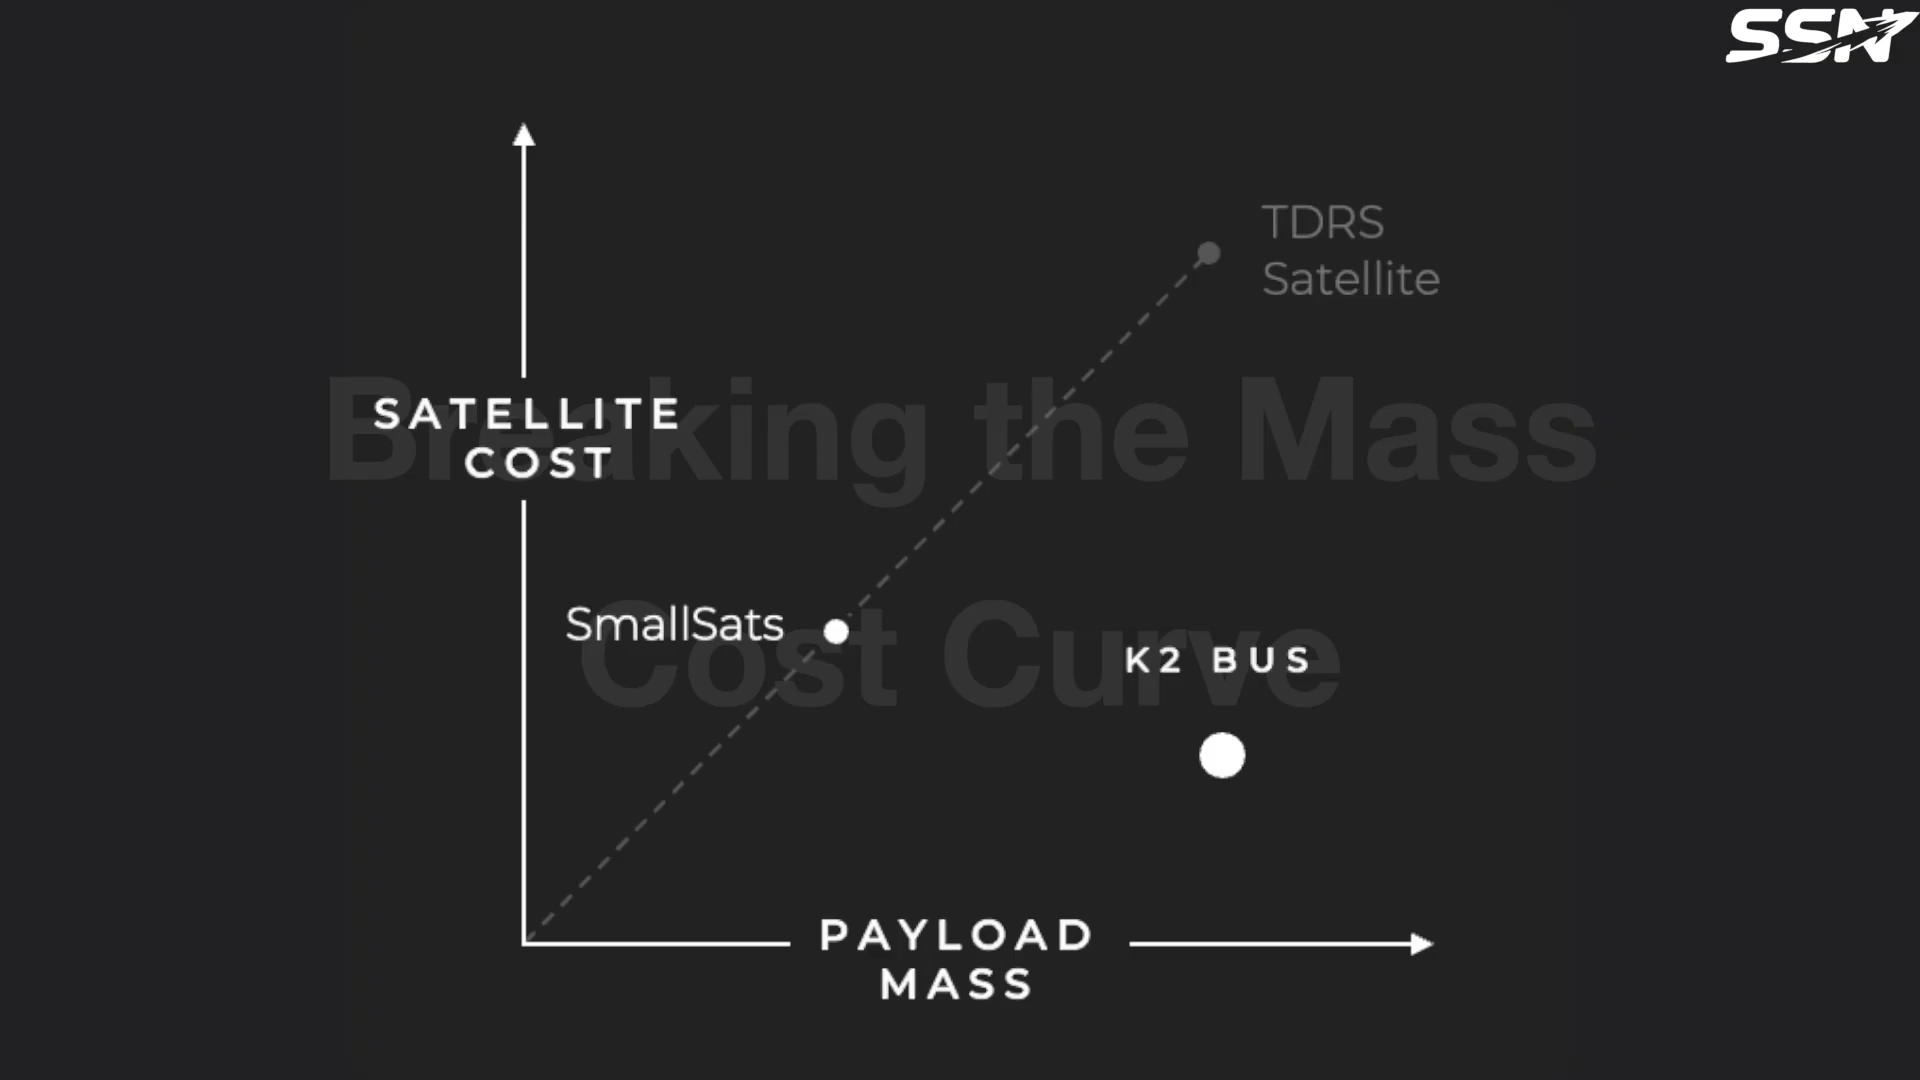 SSN
TDRS
Satellite
Breaking the Mass
SATELLITE
COST
SmallSats
Cost Curve
K2 BUS
PAYLOAD
MASS